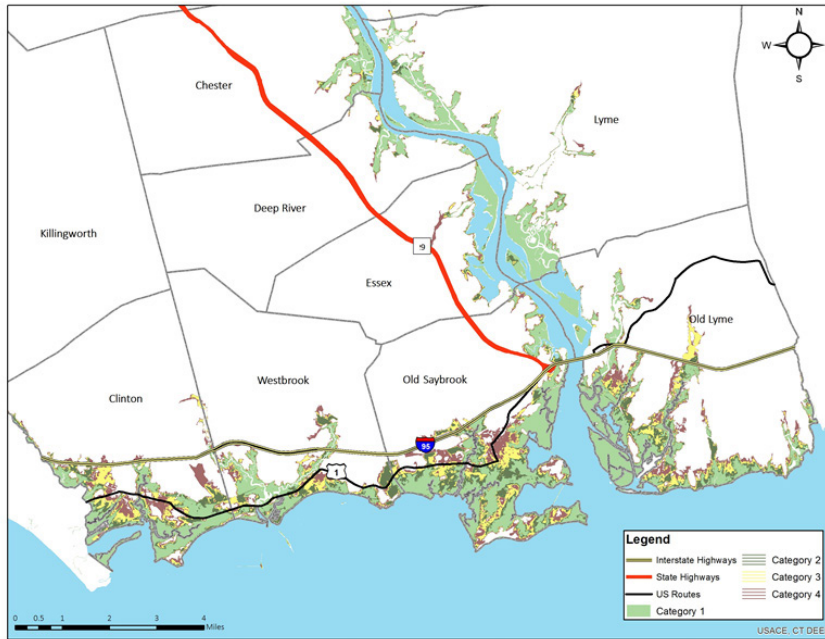 N
W E
S
Chester
Lyme
Deep River
Killingworth
9
Essex
Old Lyme
Westbrook
Old Saybrook
Clinton
95
1
Legend
Interstate Highways
State Highways
US Routes
Category 1
Category 2
Category 3
Category 4
0 0.5 1 2 3 4
Miles
USACE, CT DEE